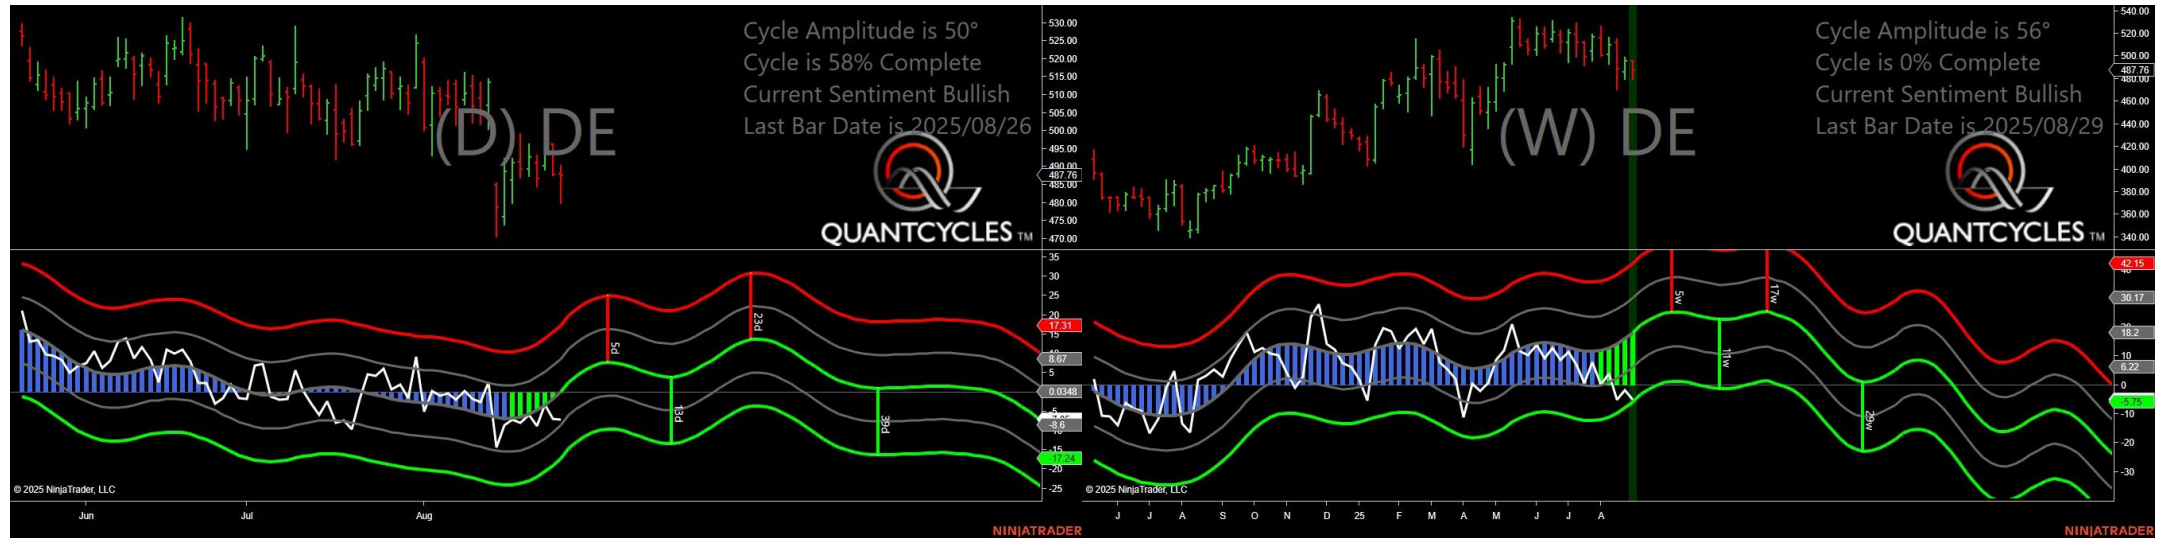 Cycle Amplitude is 50°
Cycle is 58% Complete
Current Sentiment Bullish
Last Bar Date is 2025/08/26
(D) DE
QUANTCYCLES TM
530.00
525.00
520.00
515.00
510.00
505.00
500.00
495.00
490.00
487.76
485.00
480.00
475.00
470.00
35
30
25
20
17.31
15
8.67
5
0.0348
-8.6
-17.24
-20
-25
5d
13d
23d
39d
© 2025 NinjaTrader, LLC
Jun Jul Aug
NINJATRADER
Cycle Amplitude is 56°
Cycle is 0% Complete
Current Sentiment Bullish
Last Bar Date is 2025/08/29
(W) DE
QUANTCYCLES TM
540.00
520.00
500.00
487.76
480.00
460.00
440.00
420.00
400.00
380.00
360.00
340.00
42.15
40
30.17
18.2
10
6.22
0
-5.75
-10
-20
-30
5w
11w
17w
29w
© 2025 NinjaTrader, LLC
J J A S O N D 25 F M A M J J A
NINJATRADER